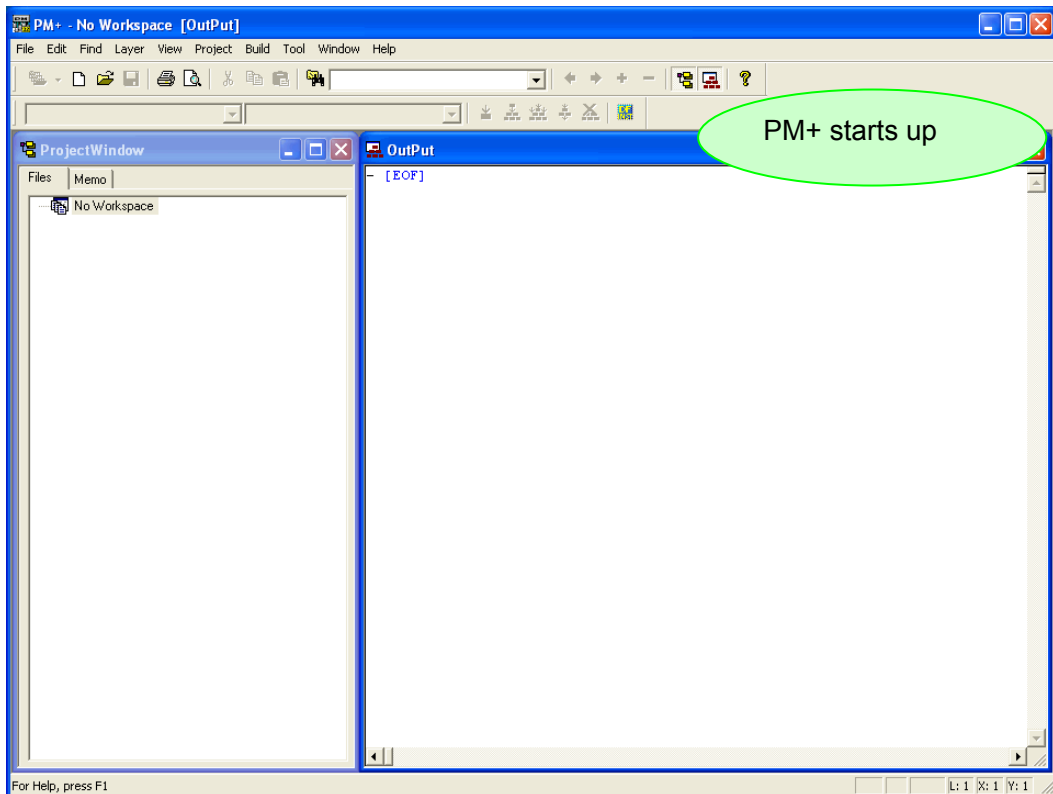 PM+ - No Workspace [OutPut]
File Edit Find Layer View Project Build Tool Window Help
PM+ starts up
ProjectWindow
OutPut
Files Memo
- [EOF]
No Workspace
For Help, press F1
L: 1 X: 1 Y: 1